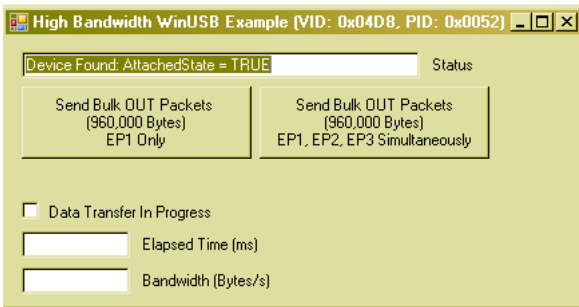 High Bandwidth WinUSB Example (VID: 0x04D8, PID: 0x0052)
Device Found: AttachedState = TRUE
Status
Send Bulk OUT Packets
(960,000 Bytes)
EP1 Only
Send Bulk OUT Packets
(960,000 Bytes)
EP1, EP2, EP3 Simultaneously
Data Transfer In Progress
Elapsed Time (ms)
Bandwidth (Bytes/s)